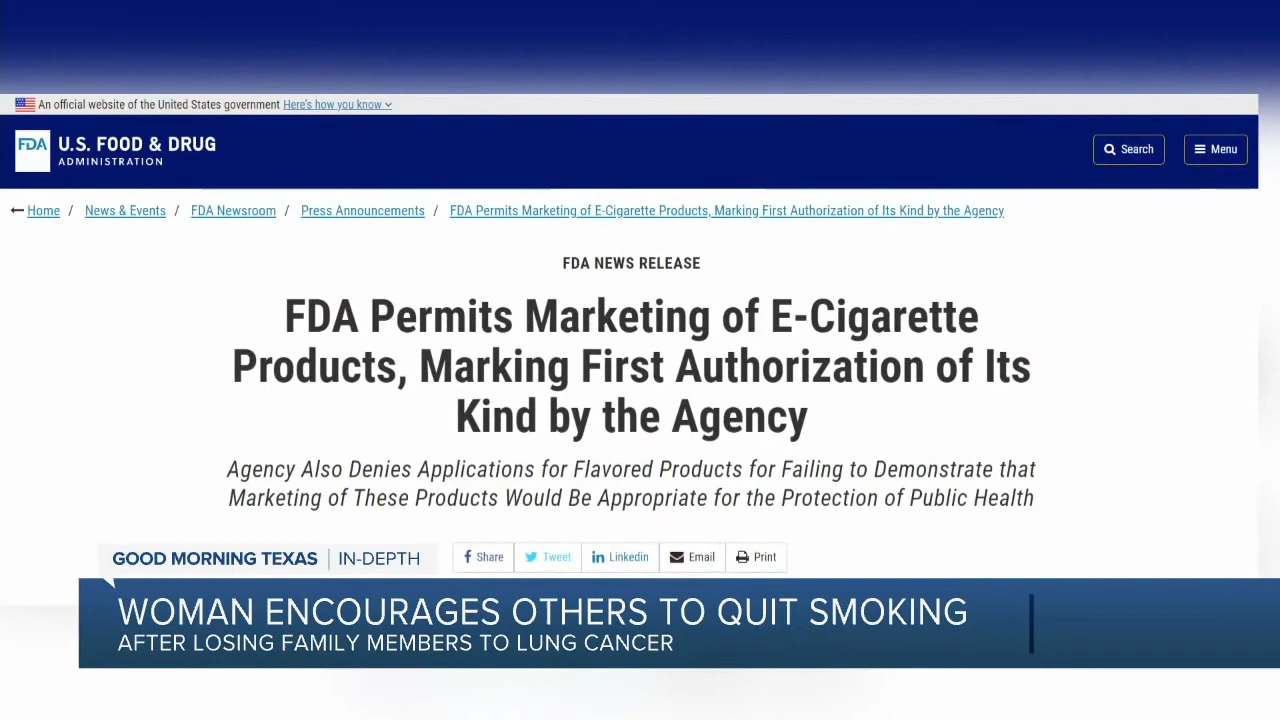 An official website of the United States government Here's how you know
FDA U.S. FOOD & DRUG
ADMINISTRATION
Search
Menu
Home / News & Events / FDA Newsroom / Press Announcements / FDA Permits Marketing of E-Cigarette Products, Marking First Authorization of Its Kind by the Agency
FDA NEWS RELEASE
FDA Permits Marketing of E-Cigarette
Products, Marking First Authorization of Its
Kind by the Agency
Agency Also Denies Applications for Flavored Products for Failing to Demonstrate that
Marketing of These Products Would Be Appropriate for the Protection of Public Health
GOOD MORNING TEXAS | IN-DEPTH
Share Tweet Linkedin Email Print
WOMAN ENCOURAGES OTHERS TO QUIT SMOKING
AFTER LOSING FAMILY MEMBERS TO LUNG CANCER